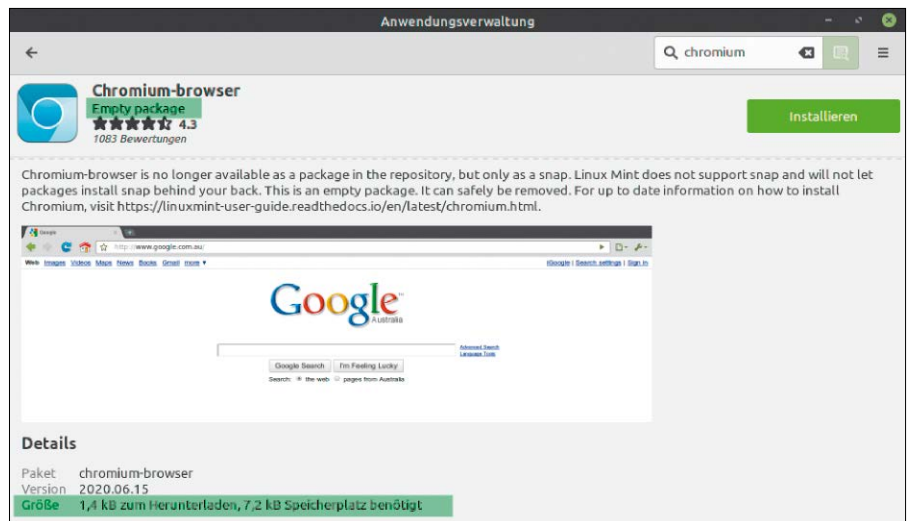 Anwendungsverwaltung
chromium
Chromium-browser
Empty package
4.3
1083 Bewertungen
Installieren
Chromium-browser is no longer available as a package in the repository, but only as a snap. Linux Mint does not support snap and will not let
packages install snap behind your back. This is an empty package. It can safely be removed. For up to date information on how to install
Chromium, visit https://linuxmint-user-guide.readthedocs.io/en/latest/chromium.html.
Google
http://www.google.com.au/
Web Images Videos Maps News Books Gmail more ▼
iGoogle | Search settings | Sign in
Google
Australia
Advanced Search
Language Tools
Google Search I'm Feeling Lucky
Search: the web pages from Australia
Details
Paket chromium-browser
Version 2020.06.15
Größe 1,4 kB zum Herunterladen, 7,2 kB Speicherplatz benötigt